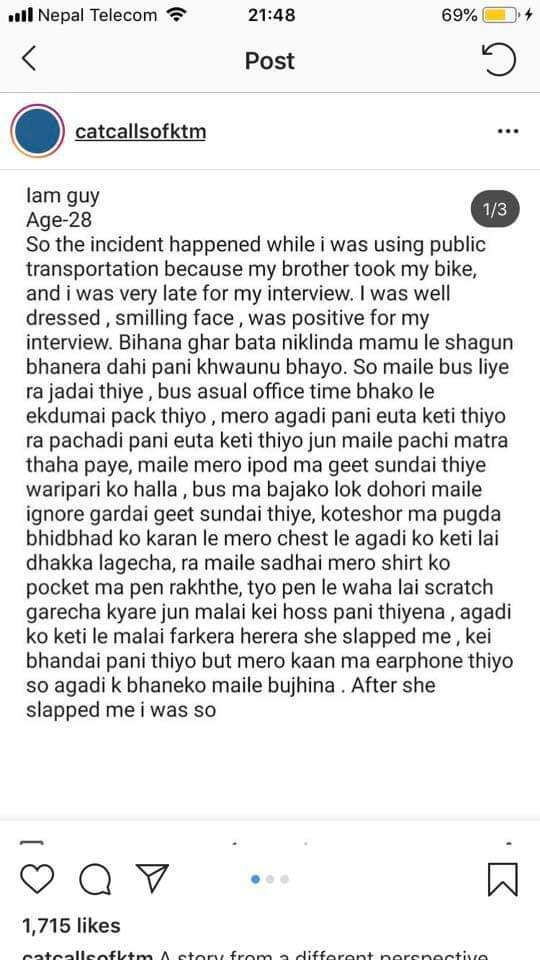 Nepal Telecom 21:48 69%
Post
catcallsofktm
1/3
Iam guy
Age-28
So the incident happened while i was using public
transportation because my brother took my bike,
and i was very late for my interview. I was well
dressed , smilling face , was positive for my
interview. Bihana ghar bata niklinda mamu le shagun
bhanera dahi pani khwaunu bhayo. So maile bus liye
ra jadai thiye , bus asual office time bhako le
ekdumai pack thiyo , mero agadi pani euta keti thiyo
ra pachadi pani euta keti thiyo jun maile pachi matra
thaha paye, maile mero ipod ma geet sundai thiye
waripari ko halla , bus ma bajako lok dohori maile
ignore gardai geet sundai thiye, koteshor ma pugda
bhidbhad ko karan le mero chest le agadi ko keti lai
dhakka lagecha, ra maile sadhai mero shirt ko
pocket ma pen rakhthe, tyo pen le waha lai scratch
garecha kyare jun malai kei hoss pani thiyena , agadi
ko keti le malai farkera herera she slapped me , kei
bhandai pani thiyo but mero kaan ma earphone thiyo
so agadi k bhaneko maile bujhina . After she
slapped me i was so
1,715 likes
catcallsofktm A story from a different perspective